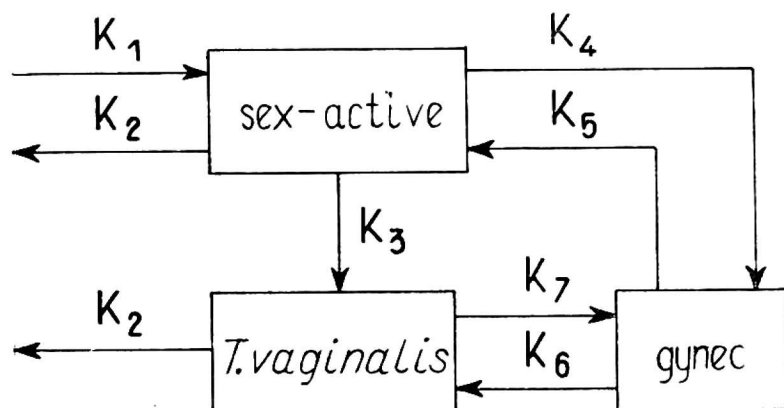 K1
K4
sex-active
K2
K5
K3
K2
K7
T.vaginalis
K6
gynec